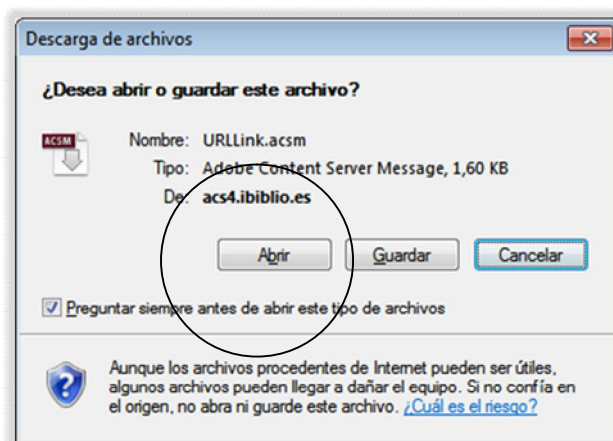 Descarga de archivos
¿Desea abrir o guardar este archivo?
ACSM
Nombre: URLLink.acsm
Tipo: Adobe Content Server Message, 1,60 KB
De: acs4.ibiblio.es
Abrir Guardar Cancelar
Preguntar siempre antes de abrir este tipo de archivos
Aunque los archivos procedentes de Internet pueden ser útiles,
algunos archivos pueden llegar a dañar el equipo. Si no confía en
el origen, no abra ni guarde este archivo. ¿Cuál es el riesgo?